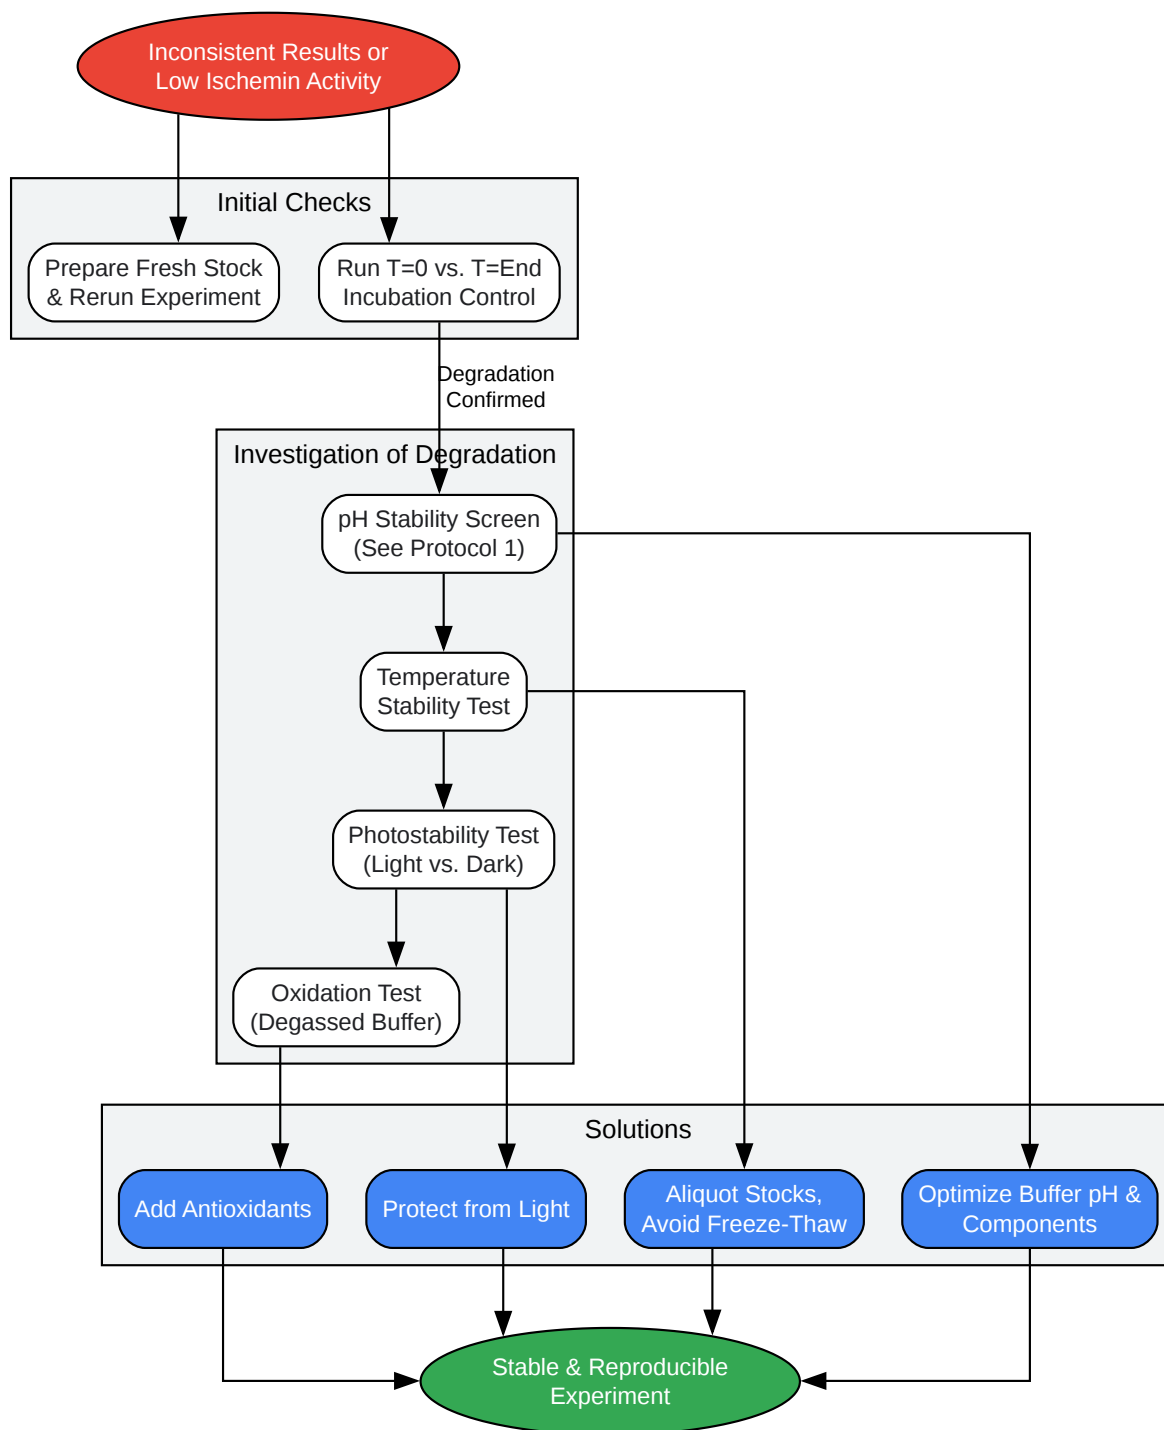 Inconsistent Results or
Low Ischemin Activity
Initial Checks
Prepare Fresh Stock
& Rerun Experiment
Run T=0 vs. T=End
Incubation Control
Degradation
Confirmed
Investigation of Degradation
pH Stability Screen
(See Protocol 1)
Temperature
Stability Test
Photostability Test
(Light vs. Dark)
Oxidation Test
(Degassed Buffer)
Solutions
Add Antioxidants
Protect from Light
Aliquot Stocks,
Avoid Freeze-Thaw
Optimize Buffer pH &
Components
Stable & Reproducible
Experiment